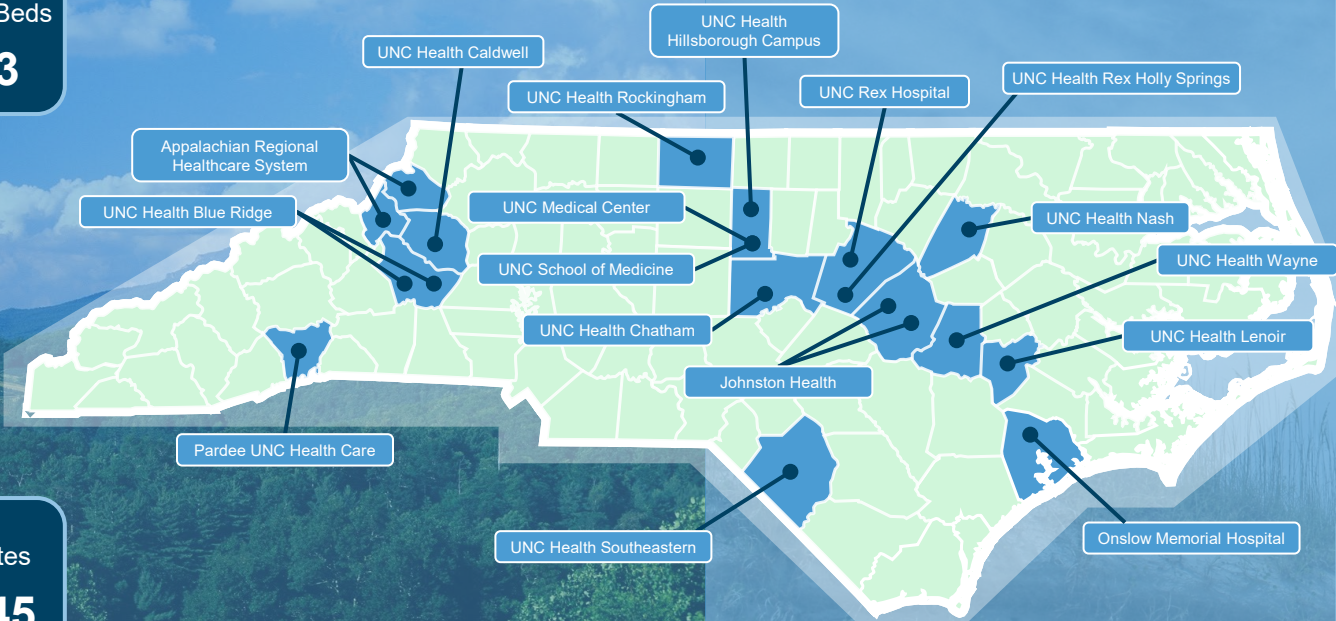 Beds
3
UNC Health
Hillsborough Campus
UNC Health Caldwell
UNC Health Rex Holly Springs
UNC Rex Hospital
UNC Health Rockingham
Appalachian Regional
Healthcare System
UNC Health Blue Ridge
UNC Medical Center
UNC Health Nash
UNC School of Medicine
UNC Health Wayne
UNC Health Chatham
UNC Health Lenoir
Johnston Health
Pardee UNC Health Care
UNC Health Southeastern
Onslow Memorial Hospital
tes
45